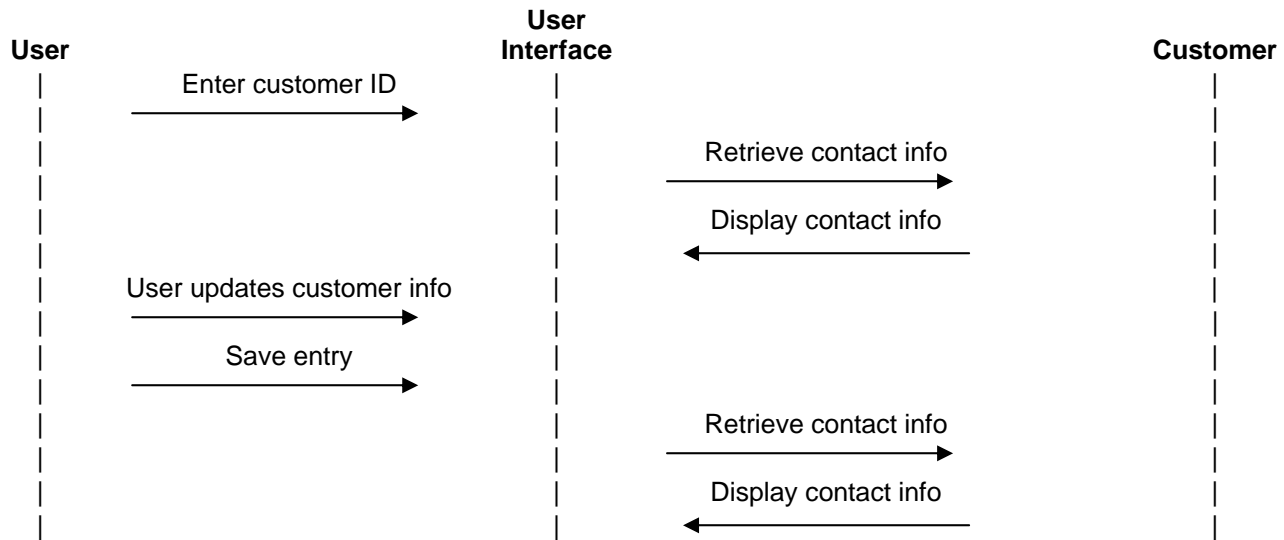 User
User
Interface
Customer
Enter customer ID
Retrieve contact info
Display contact info
User updates customer info
Save entry
Retrieve contact info
Display contact info